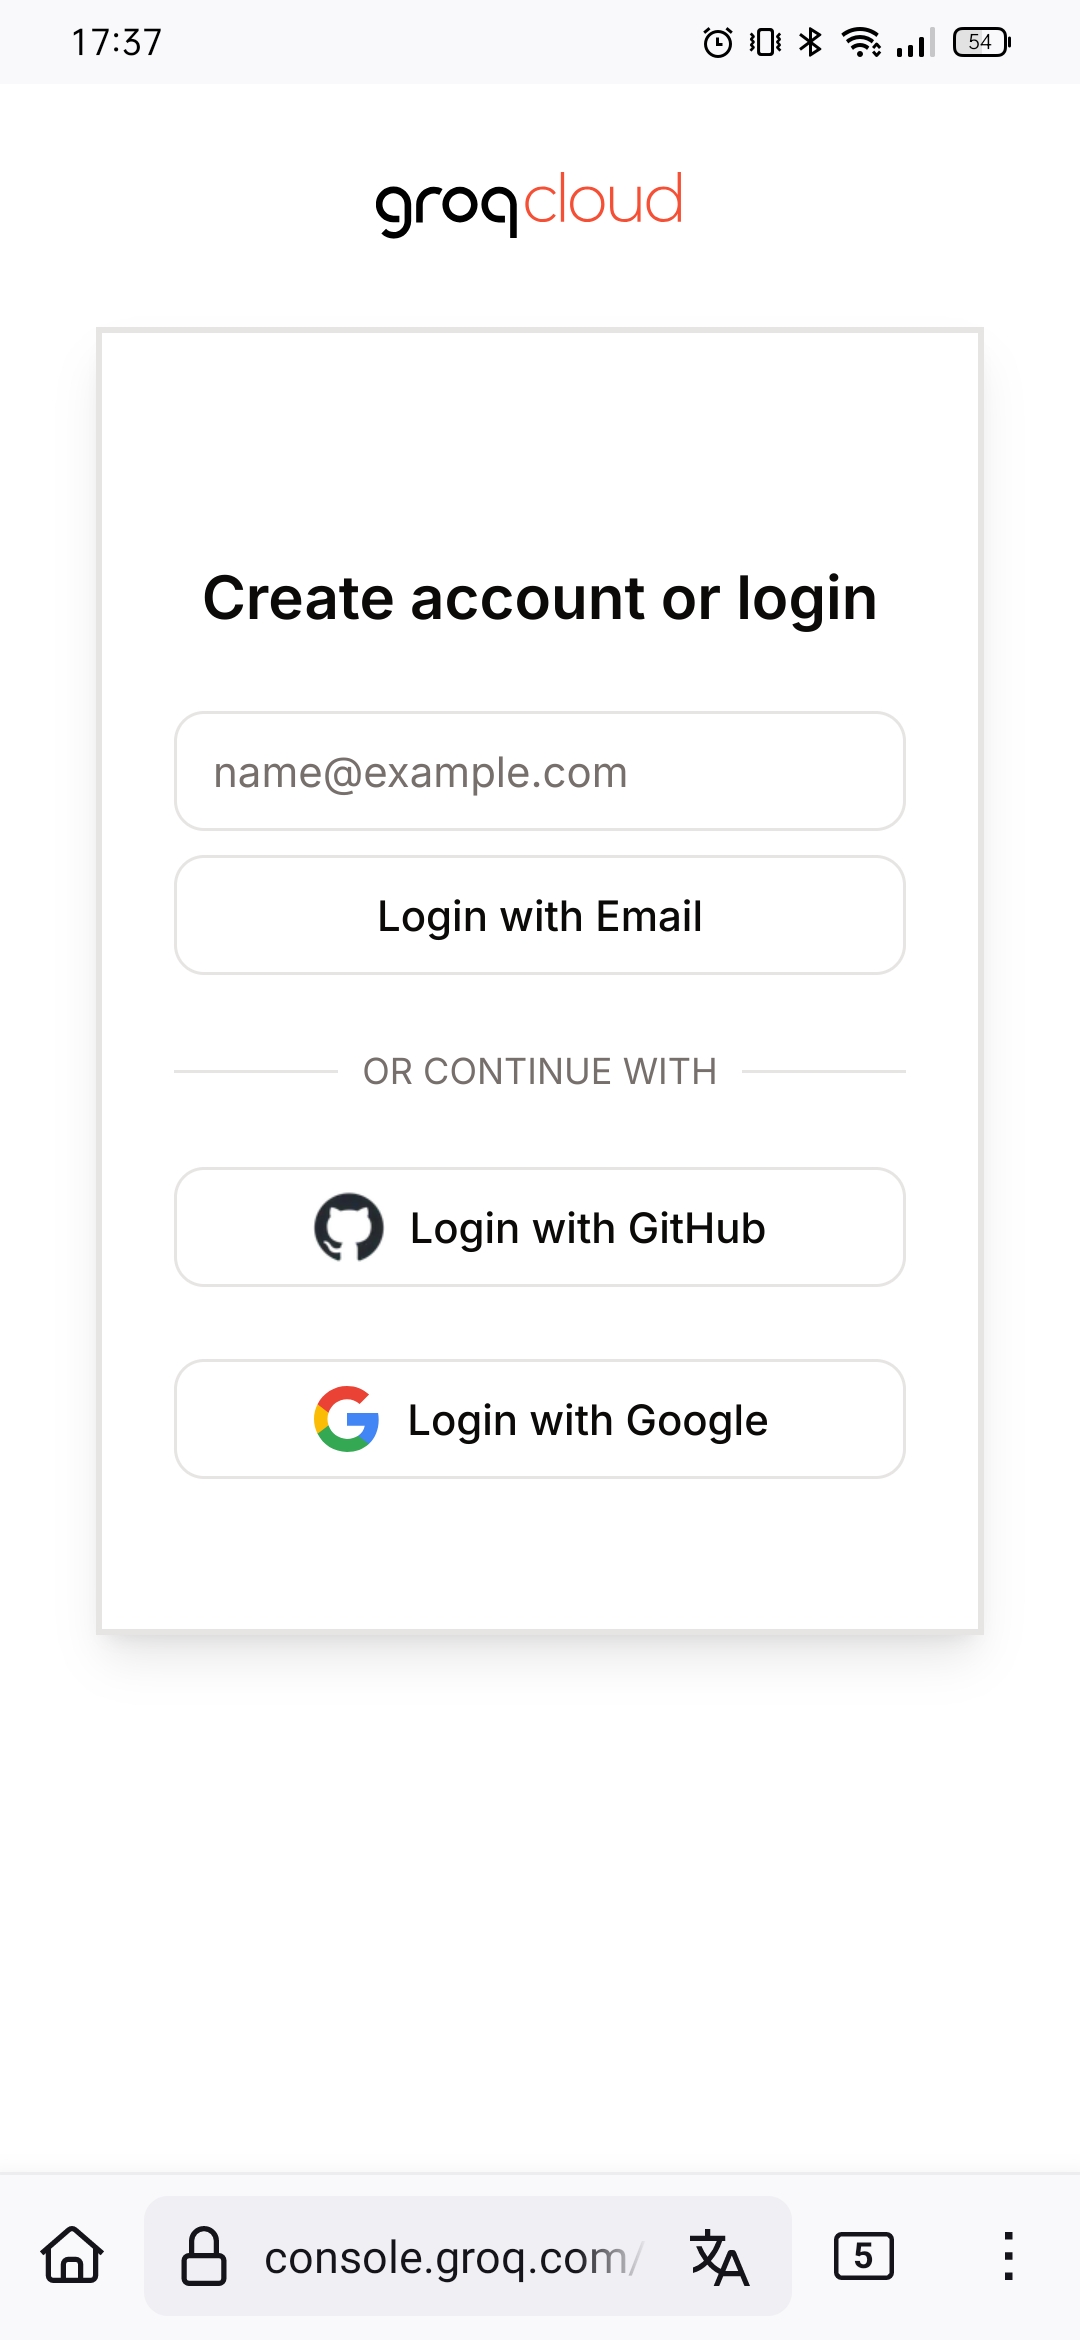 17:37
54
groqcloud
Create account or login
name@example.com
Login with Email
OR CONTINUE WITH
Login with GitHub
Login with Google
console.groq.com/
5